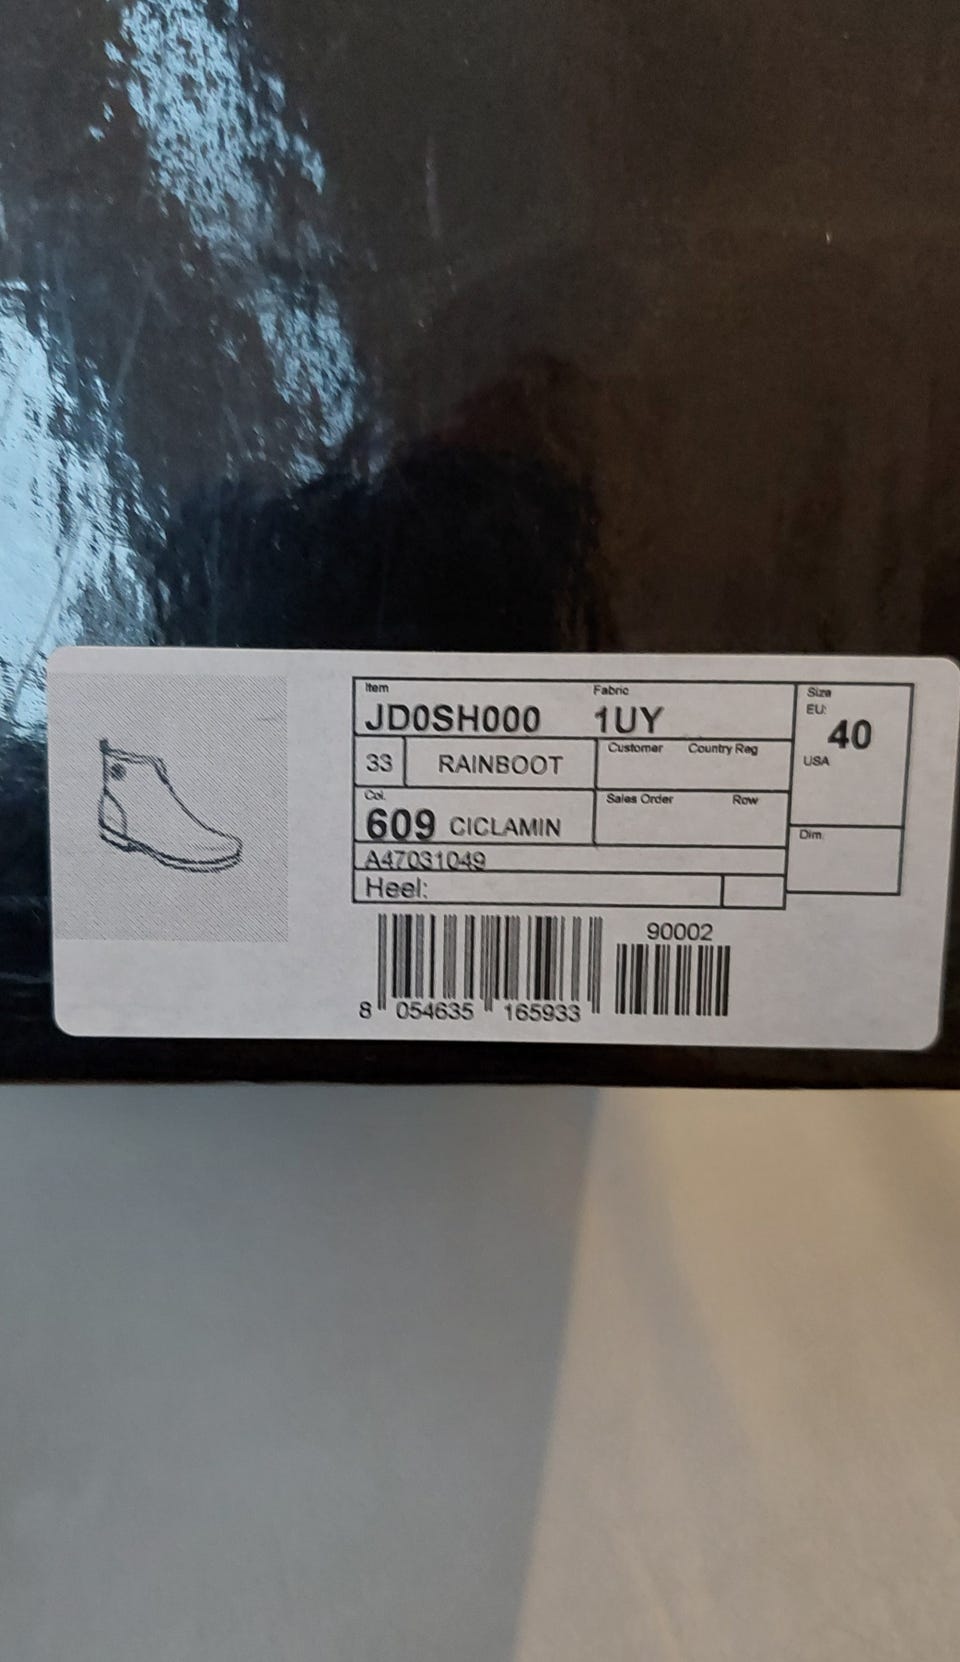 Item Fabric
JD0SH000 1UY
33 RAINBOOT
Customer Country Reg
Col.
609 CICLAMIN
Sales Order Row
A47031049
Heel:
Size
EU:
40
USA
Dim.
90002
8 054635 165933